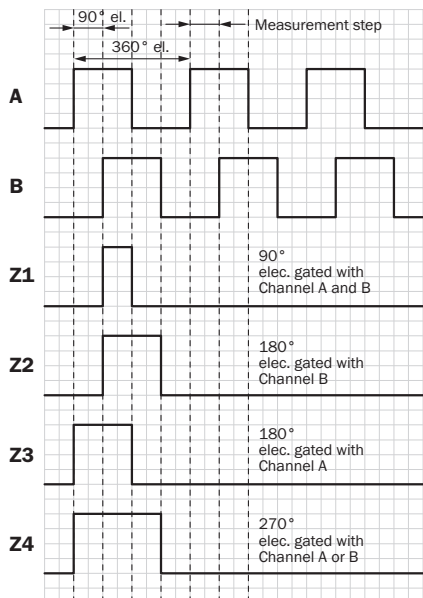 90° el.
Measurement step
360° el.
A
B
Z1
90°
elec. gated with
Channel A and B
Z2
180°
elec. gated with
Channel B
Z3
180°
elec. gated with
Channel A
Z4
270°
elec. gated with
Channel A or B